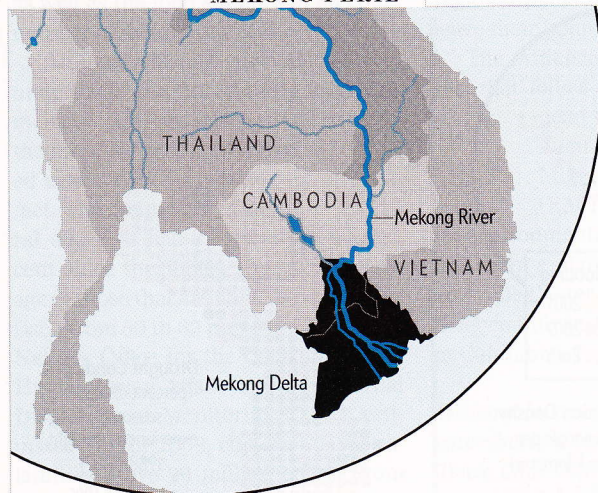 THAILAND
CAMBODIA
Mekong River
VIETNAM
Mekong Delta